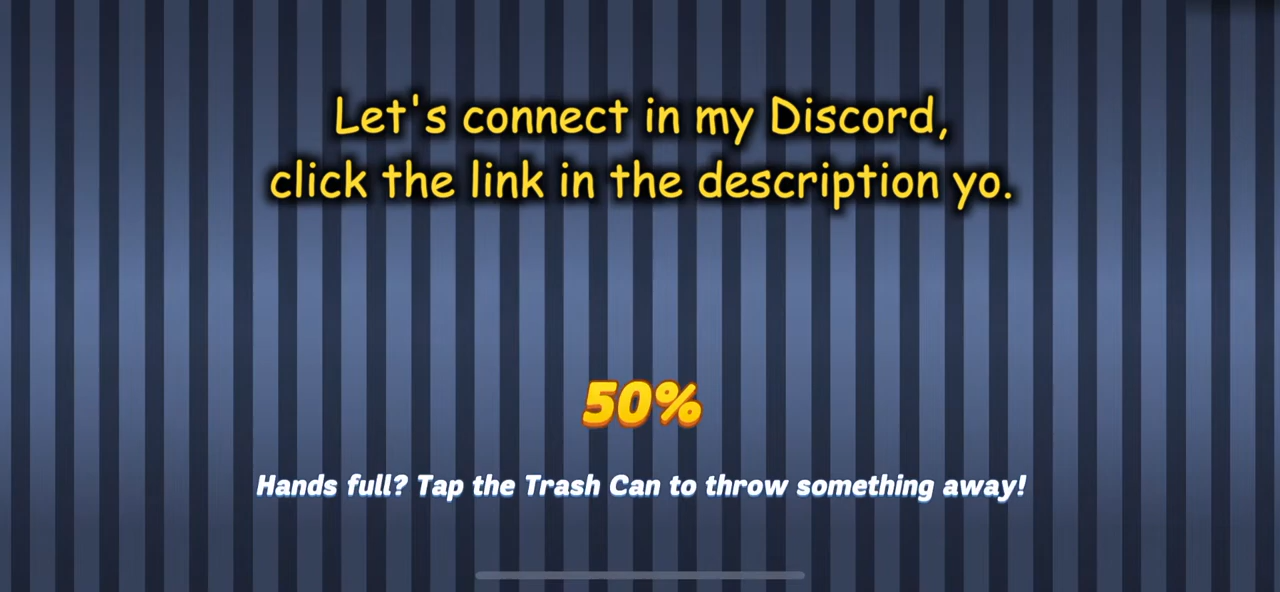 Let's connect in my Discord,
click the link in the description yo.
50%
Hands full? Tap the Trash Can to throw something away!